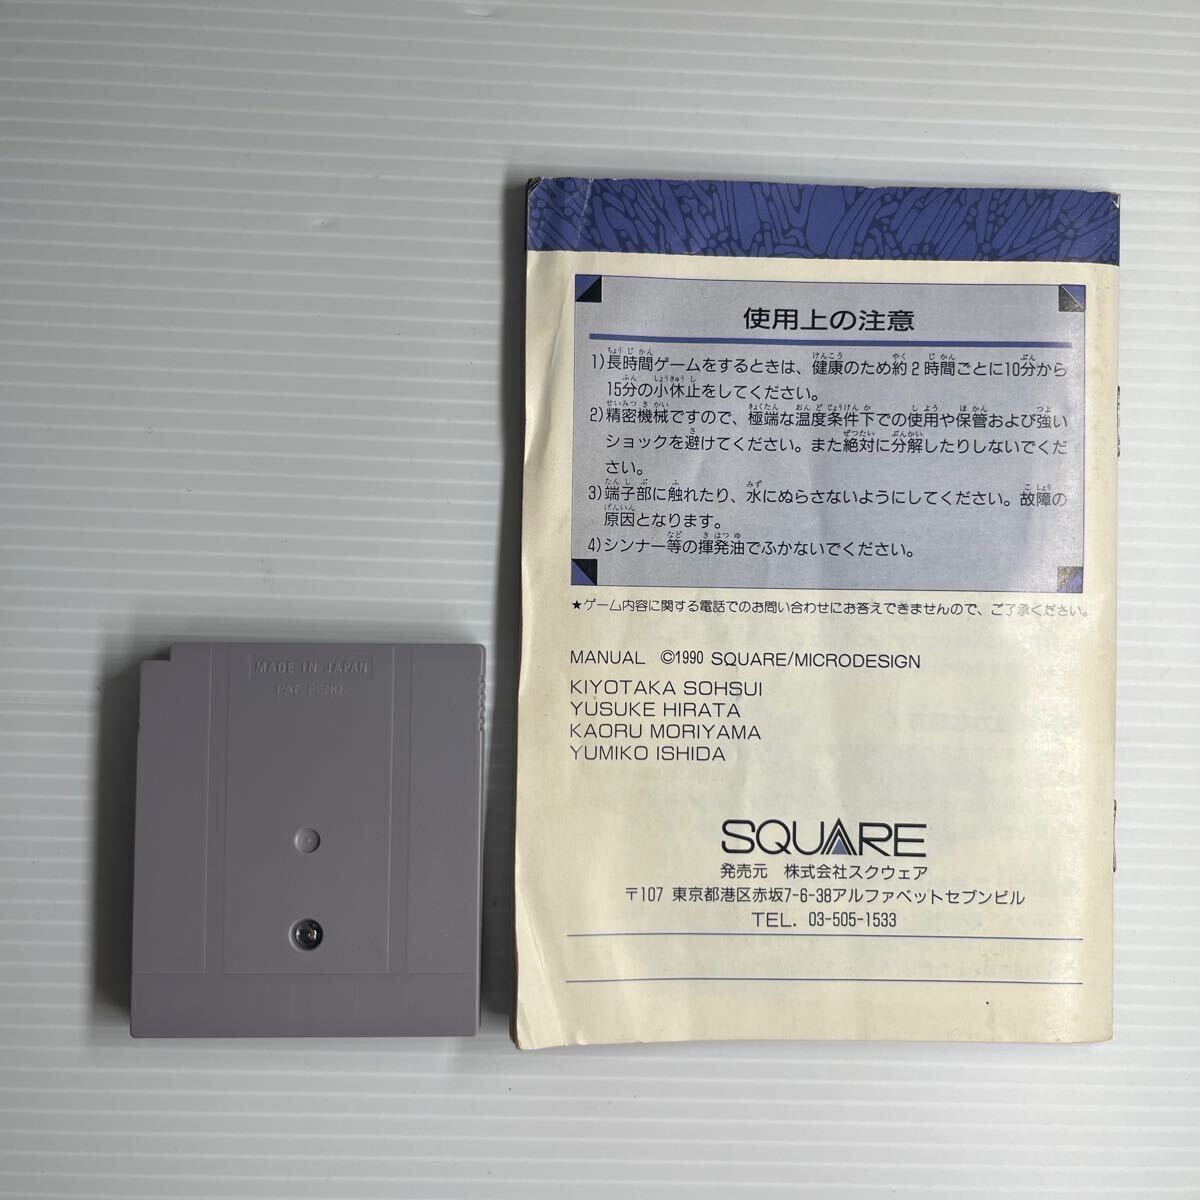 MADE IN JAPAN
PAT. PEND
使用上の注意
1)長時間ゲームをするときは、健康のため約2時間ごとに10分から
15分の小休止をしてください。
2)精密機械ですので、極端な温度条件下での使用や保管および強い
ショックを避けてください。また絶対に分解したりしないでくだ
さい。
3)端子部に触れたり、水にぬらさないようにしてください。故障の
原因となります。
4)シンナー等の揮発油でふかないでください。
★ゲーム内容に関する電話でのお問い合わせにお答えできませんので、ご了承ください。
MANUAL ©1990 SQUARE/MICRODESIGN
KIYOTAKA SOHSUI
YUSUKE HIRATA
KAORU MORIYAMA
YUMIKO ISHIDA
SQUARE
発売元 株式会社スクウェア
〒107 東京都港区赤坂7-6-38アルファベットセブンビル
TEL. 03-505-1533